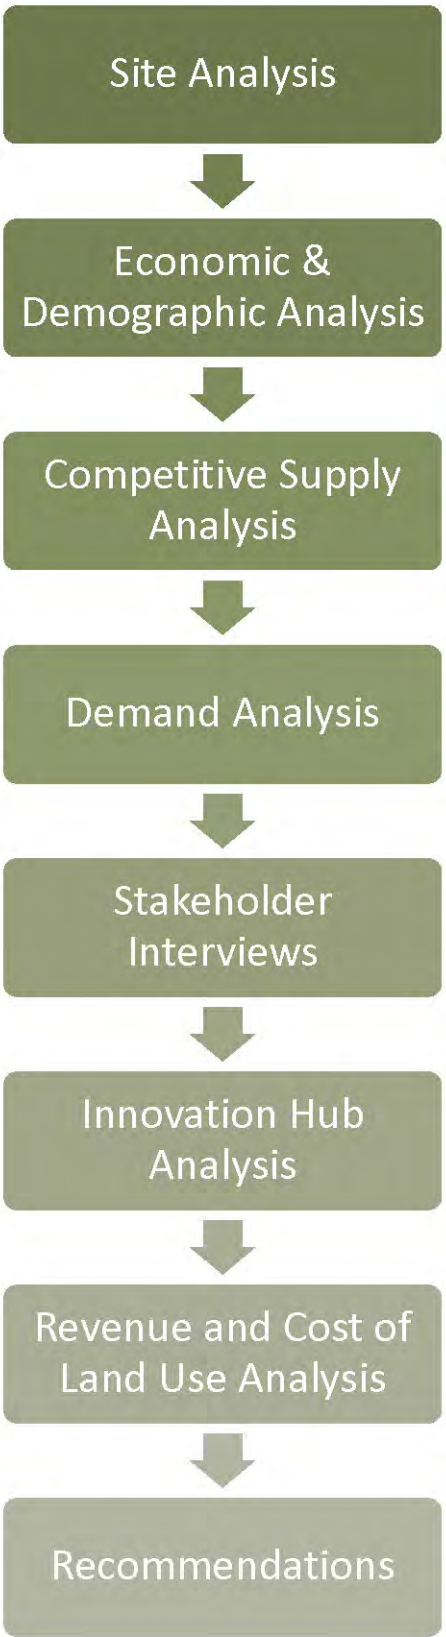 Site Analysis
Economic &
Demographic Analysis
Competitive Supply
Analysis
Demand Analysis
Stakeholder
Interviews
Innovation Hub
Analysis
Revenue and Cost of
Land Use Analysis
Recommendations